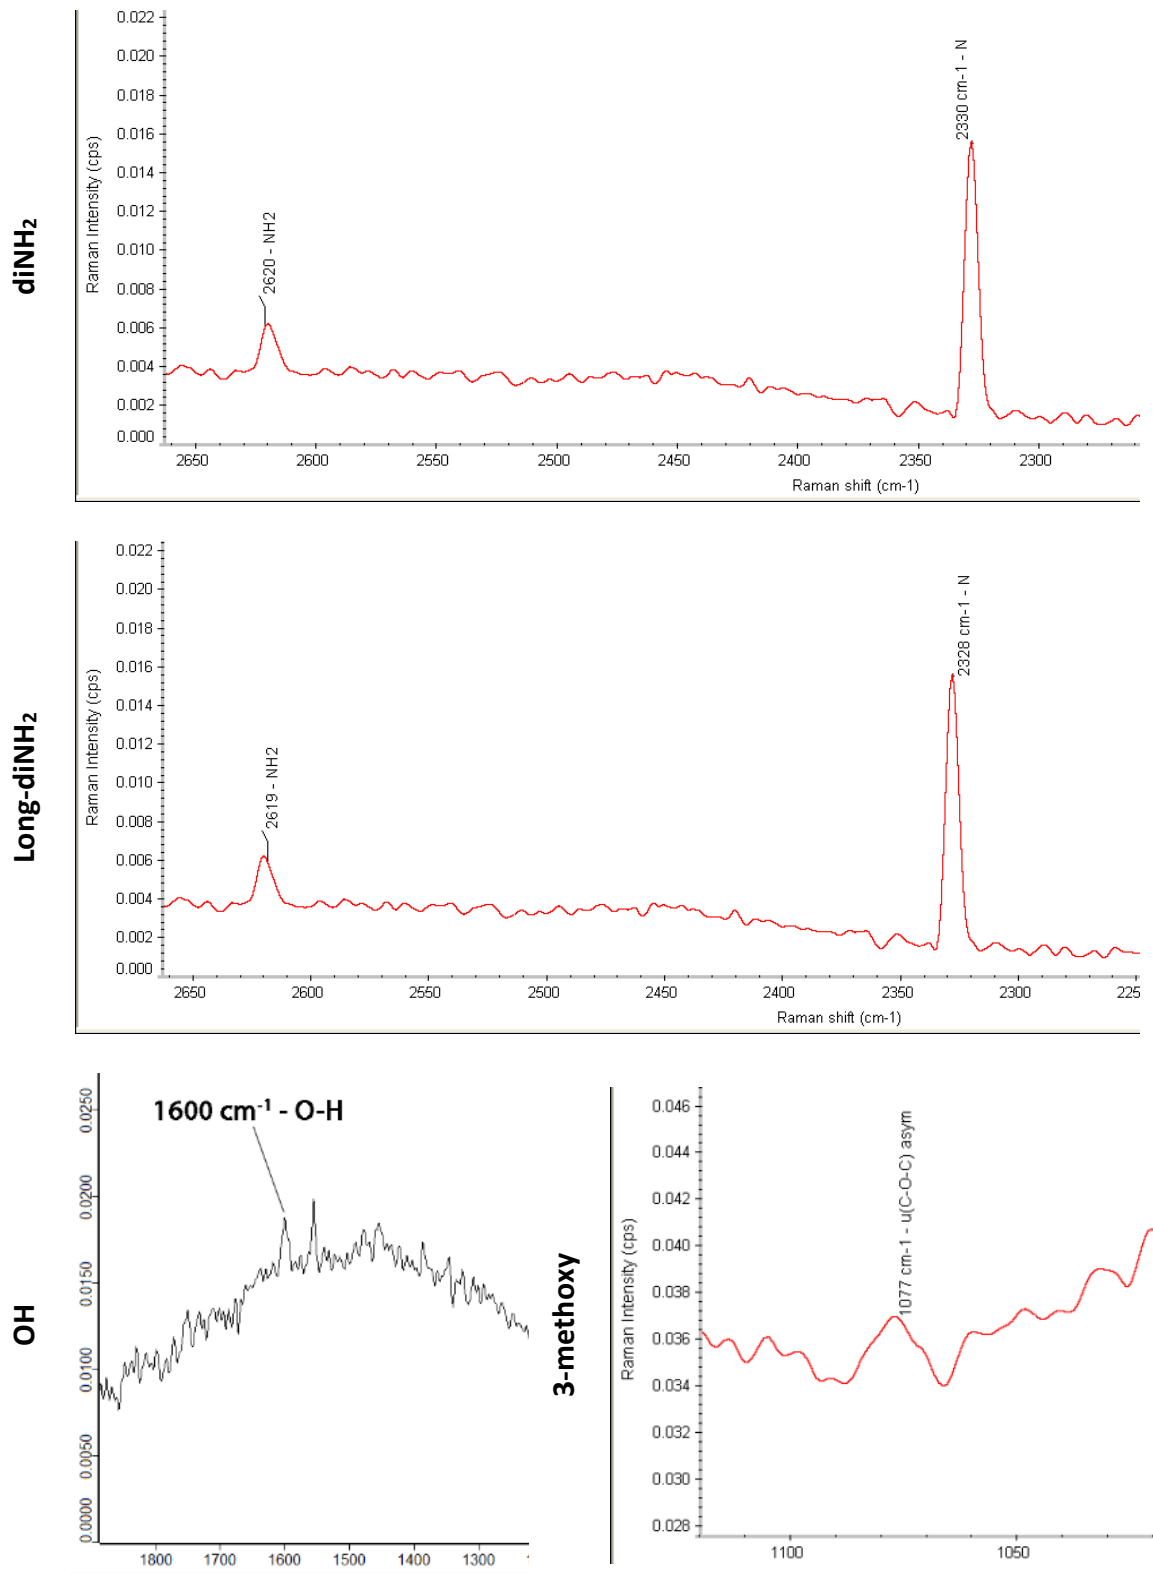 diNH₂
Raman Intensity (cps)
0.022
0.020
0.018
0.016
0.014
0.012
0.010
0.008
0.006
0.004
0.002
0.000
2620 - NH2
2330 cm-1 - N
2650 2600 2550 2500 2450 2400 2350 2300
Raman shift (cm-1)
Long-diNH₂
Raman Intensity (cps)
0.022
0.020
0.018
0.016
0.014
0.012
0.010
0.008
0.006
0.004
0.002
0.000
2619 - NH2
2328 cm-1 - N
2650 2600 2550 2500 2450 2400 2350 2300 225
Raman shift (cm-1)
OH
0.0250
0.0200
0.0150
0.0100
0.0050
0.0000
1600 cm⁻¹ - O-H
1800 1700 1600 1500 1400 1300
3-methoxy
Raman Intensity (cps)
0.046
0.044
0.042
0.040
0.038
0.036
0.034
0.032
0.030
0.028
1077 cm-1 - u(C-O-C) asym
1100 1050